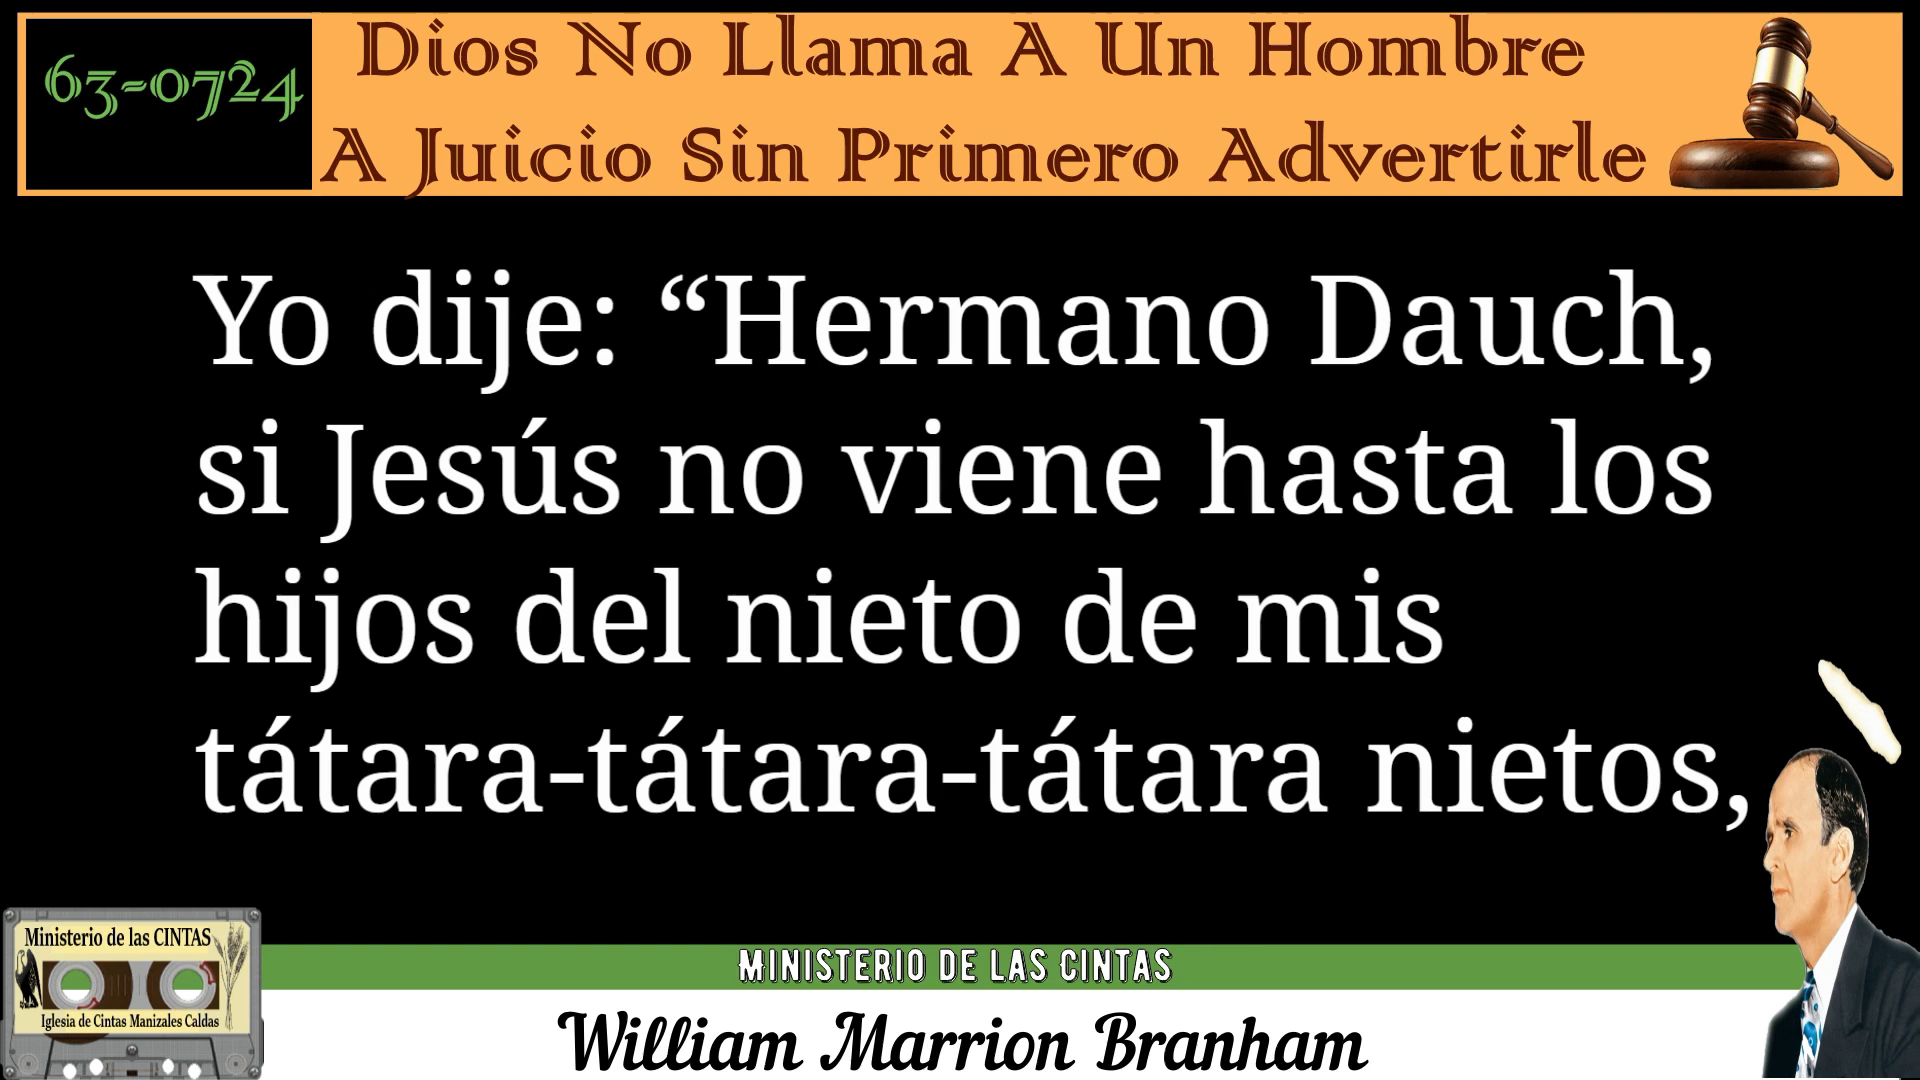 63-0724
Dios No Llama A Un Hombre
A Juicio Sin Primero Advertirle
Yo dije: “Hermano Dauch,
si Jesús no viene hasta los
hijos del nieto de mis
tátara-tátara-tátara nietos,
Ministerio de las CINTAS
Iglesia de Cintas Manizales Caldas
MINISTERIO DE LAS CINTAS
William Marrion Branham